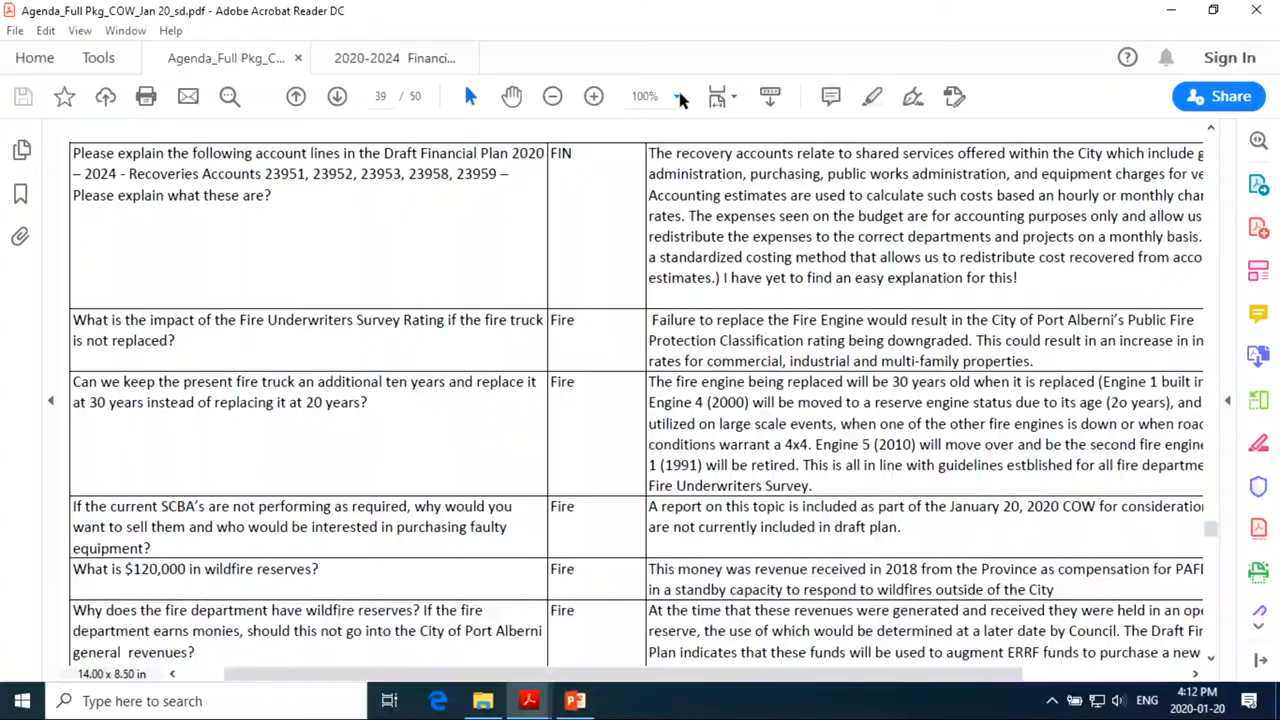 Agenda_Full Pkg_COW_Jan 20_sd.pdf - Adobe Acrobat Reader DC
File Edit View Window Help
Home Tools Agenda_Full Pkg_C... × 2020-2024 Financi... Sign In
39 / 50 100% Share
Please explain the following account lines in the Draft Financial Plan 2020
– 2024 - Recoveries Accounts 23951, 23952, 23953, 23958, 23959 –
Please explain what these are?
FIN
The recovery accounts relate to shared services offered within the City which include g
administration, purchasing, public works administration, and equipment charges for ve
Accounting estimates are used to calculate such costs based an hourly or monthly char
rates. The expenses seen on the budget are for accounting purposes only and allow us
redistribute the expenses to the correct departments and projects on a monthly basis.
a standardized costing method that allows us to redistribute cost recovered from acco
estimates.) I have yet to find an easy explanation for this!
What is the impact of the Fire Underwriters Survey Rating if the fire truck
is not replaced?
Fire
Failure to replace the Fire Engine would result in the City of Port Alberni’s Public Fire
Protection Classification rating being downgraded. This could result in an increase in in
rates for commercial, industrial and multi-family properties.
Can we keep the present fire truck an additional ten years and replace it
at 30 years instead of replacing it at 20 years?
Fire
The fire engine being replaced will be 30 years old when it is replaced (Engine 1 built in
Engine 4 (2000) will be moved to a reserve engine status due to its age (2o years), and
utilized on large scale events, when one of the other fire engines is down or when road
conditions warrant a 4x4. Engine 5 (2010) will move over and be the second fire engine
1 (1991) will be retired. This is all in line with guidelines estblished for all fire departme
Fire Underwriters Survey.
If the current SCBA’s are not performing as required, why would you
want to sell them and who would be interested in purchasing faulty
equipment?
Fire
A report on this topic is included as part of the January 20, 2020 COW for consideration
are not currently included in draft plan.
What is $120,000 in wildfire reserves?
Fire
This money was revenue received in 2018 from the Province as compensation for PAFI
in a standby capacity to respond to wildfires outside of the City
Why does the fire department have wildfire reserves? If the fire
department earns monies, should this not go into the City of Port Alberni
general revenues?
Fire
At the time that these revenues were generated and received they were held in an ope
reserve, the use of which would be determined at a later date by Council. The Draft Fin
Plan indicates that these funds will be used to augment ERRF funds to purchase a new
14.00 x 8.50 in
Type here to search
ENG
4:12 PM
2020-01-20